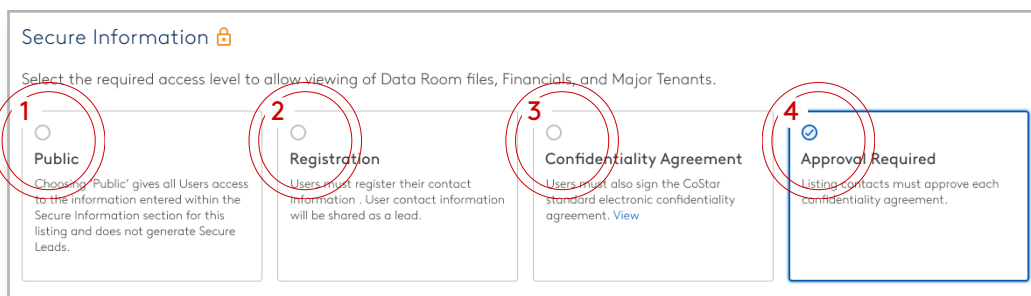 Secure Information
Select the required access level to allow viewing of Data Room files, Financials, and Major Tenants.
1
Public
Choosing 'Public' gives all Users access
to the information entered within the
Secure Information section for this
listing and does not generate Secure
Leads.
2
Registration
Users must register their contact
information . User contact information
will be shared as a lead.
3
Confidentiality Agreement
Users must also sign the CoStar
standard electronic confidentiality
agreement. View
4
Approval Required
Listing contacts must approve each
confidentiality agreement.